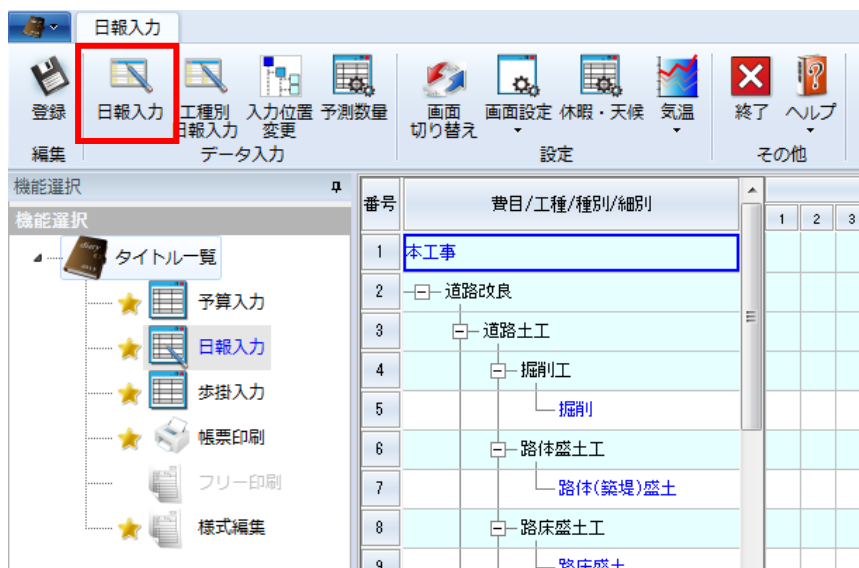 日報入力
登録
日報入力
工種別
日報入力
入力位置
変更
予測数量
画面
切り替え
画面設定
休暇・天候
気温
終了
ヘルプ
編集
データ入力
設定
その他
機能選択
機能選択
タイトル一覧
予算入力
日報入力
歩掛入力
帳票印刷
フリー印刷
様式編集
番号
費目/工種/種別/細別
1 2 3
1 本工事
2 道路改良
3 道路土工
4 掘削工
5 掘削
6 路体盛土工
7 路体(築堤)盛土
8 路床盛土工
9 路床盛土